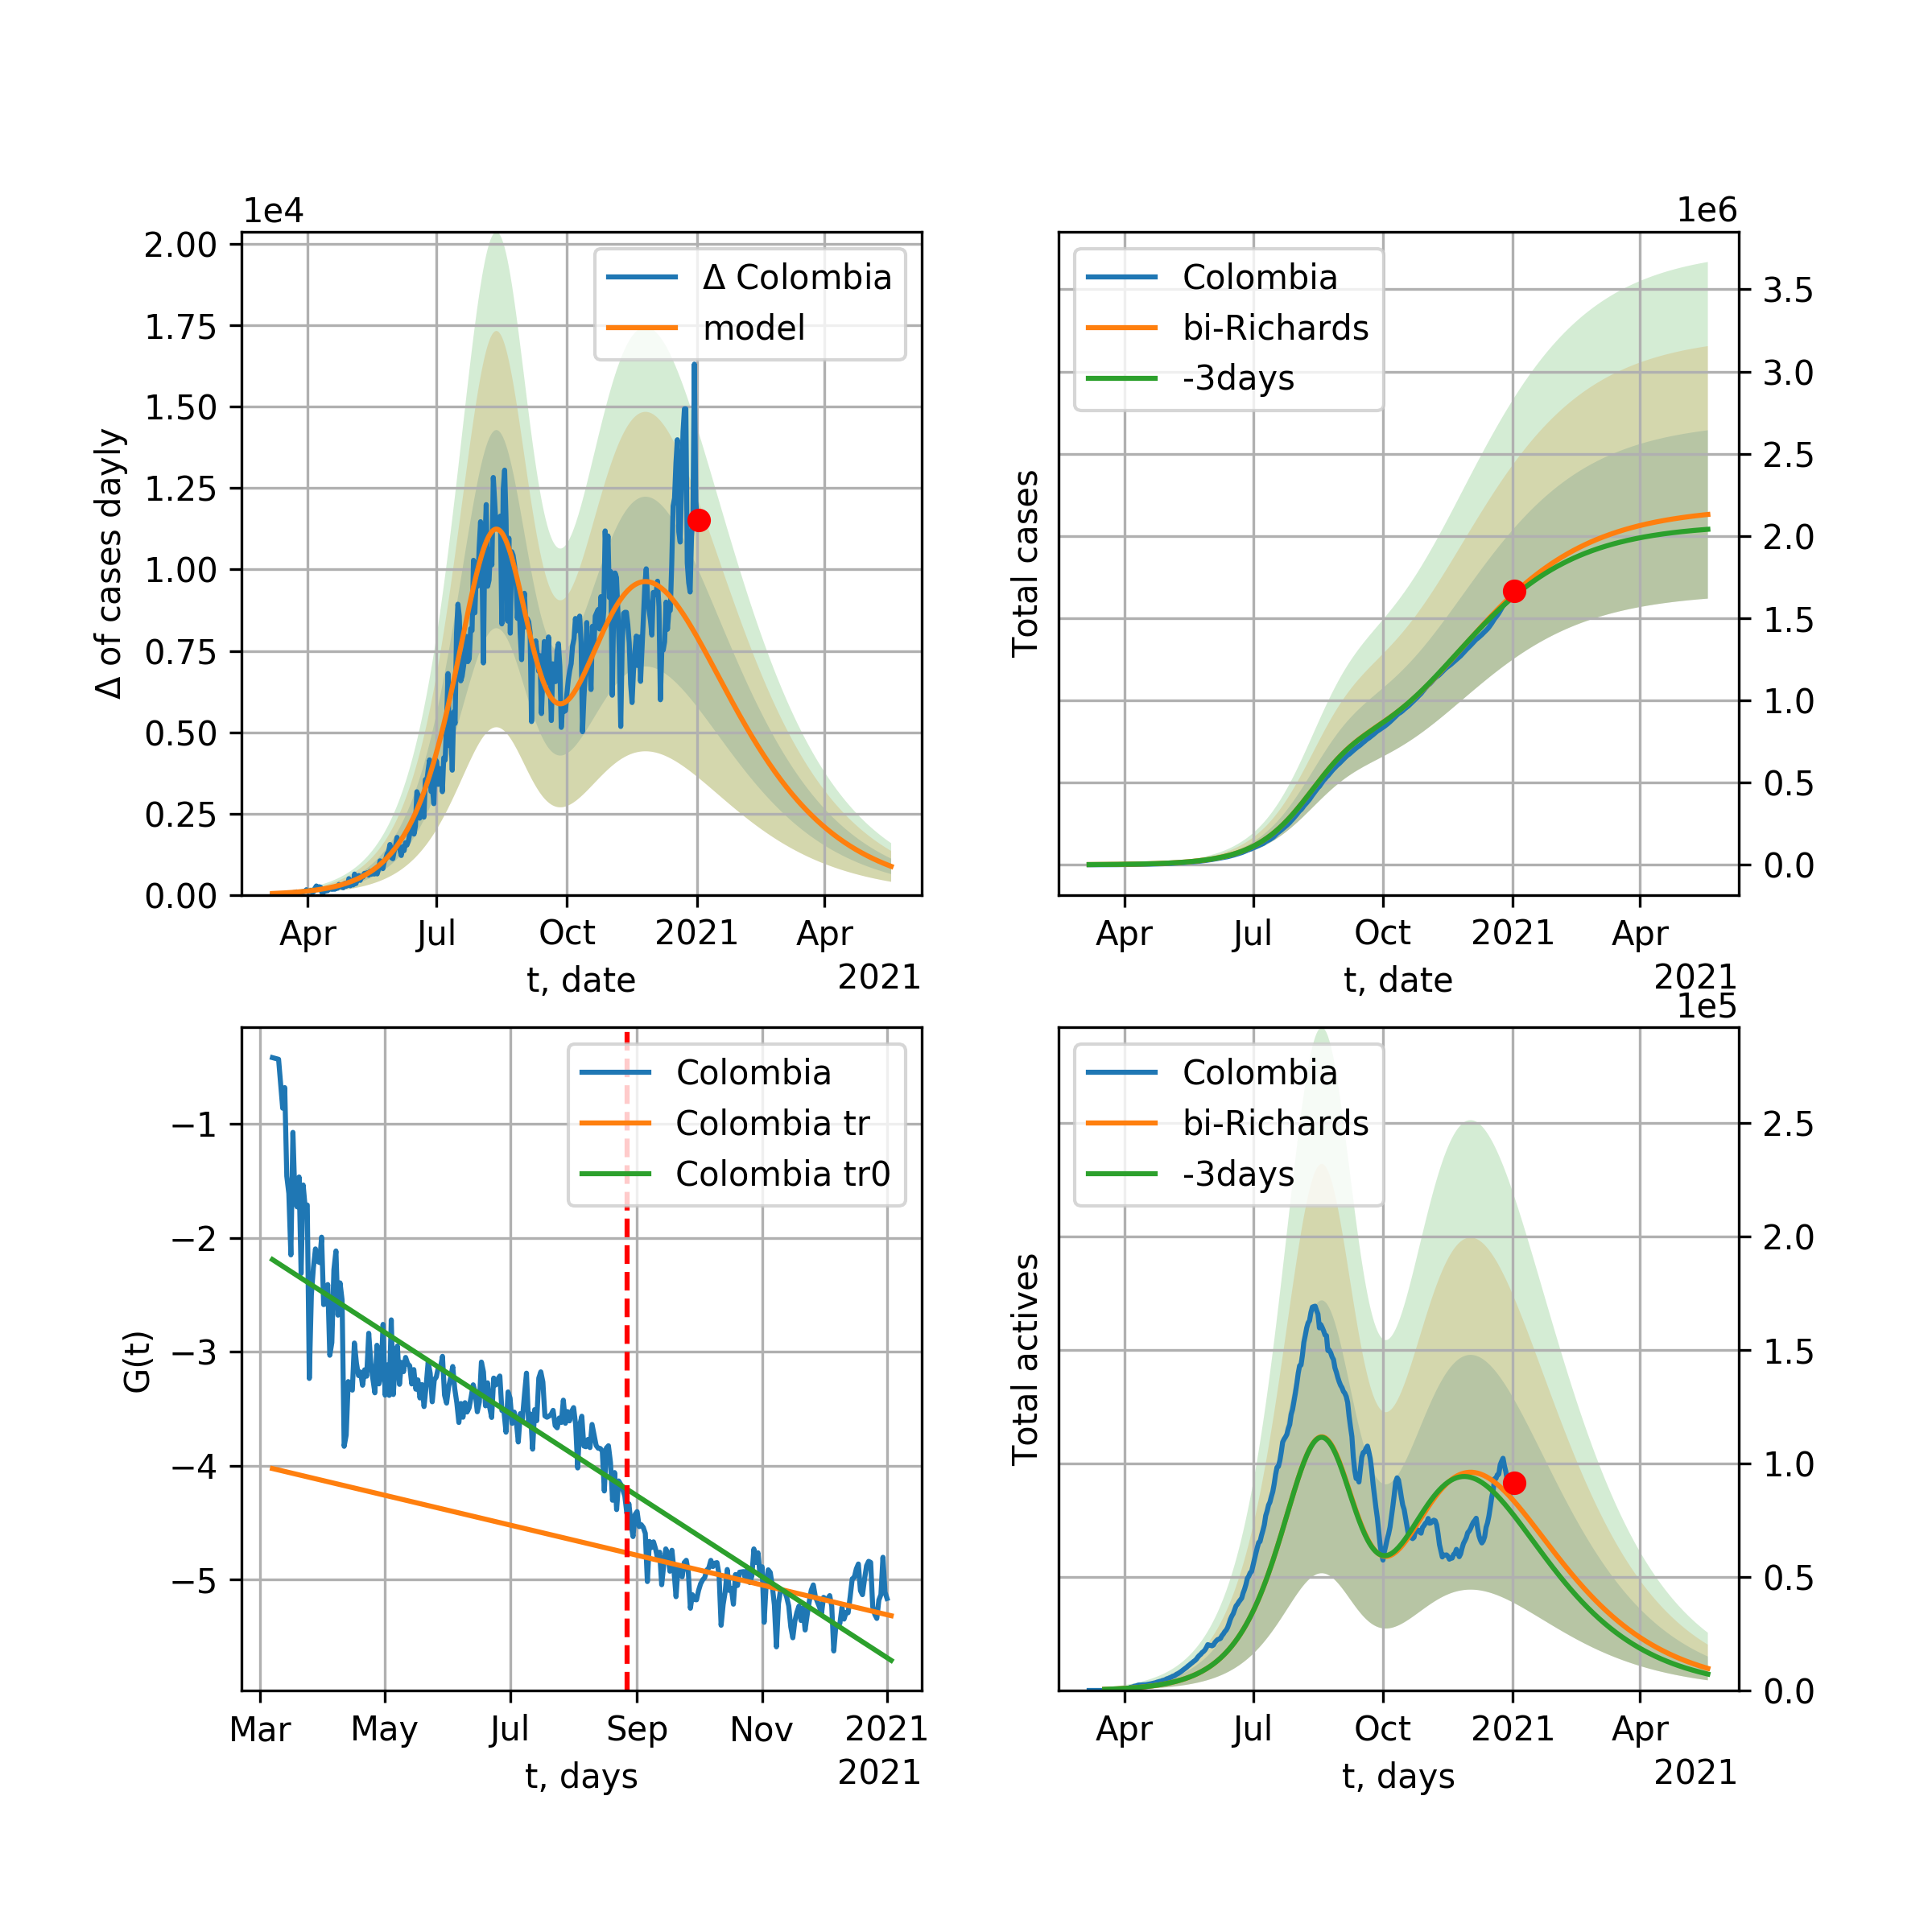 1e4
2.00
1.75
1.50
1.25
1.00
0.75
0.50
0.25
0.00
Δ of cases dayly
Δ Colombia
model
Apr Jul Oct 2021 Apr
t, date
2021
1e6
Colombia
bi-Richards
-3days
3.5
3.0
2.5
2.0
1.5
1.0
0.5
0.0
Total cases
Apr Jul Oct 2021 Apr
t, date
2021
−1
−2
−3
−4
−5
G(t)
Colombia
Colombia tr
Colombia tr0
Mar May Jul Sep Nov 2021
t, days
2021
1e5
Colombia
bi-Richards
-3days
2.5
2.0
1.5
1.0
0.5
0.0
Total actives
Apr Jul Oct 2021 Apr
t, days
2021